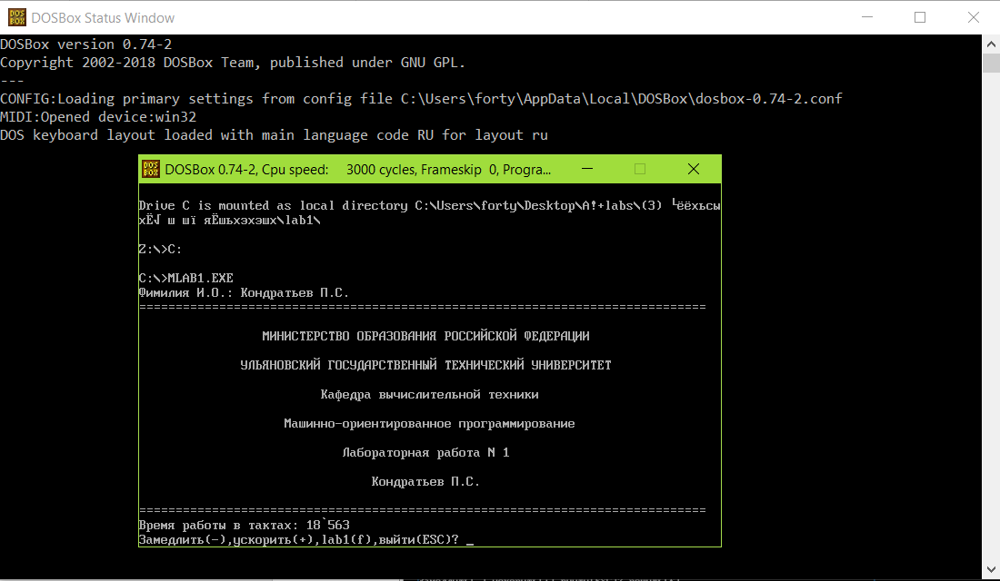 DOSBox Status Window
DOSBox version 0.74-2
Copyright 2002-2018 DOSBox Team, published under GNU GPL.
---
CONFIG:Loading primary settings from config file C:\Users\forty\AppData\Local\DOSBox\dosbox-0.74-2.conf
MIDI:Opened device:win32
DOS keyboard layout loaded with main language code RU for layout ru
DOSBox 0.74-2, Cpu speed: 3000 cycles, Frameskip 0, Progra...
Drive C is mounted as local directory C:\Users\forty\Desktop\A!+labs\(3) └ёёхьсы
хЁ√ ш шї яЁшьхэхэшх\lab1\
Z:\>C:
C:\>MLAB1.EXE
Фимилия И.О.: Кондратьев П.С.
==============================================================================
МИНИСТЕРСТВО ОБРАЗОВАНИЯ РОССИЙСКОЙ ФЕДЕРАЦИИ
УЛЬЯНОВСКИЙ ГОСУДАРСТВЕННЫЙ ТЕХНИЧЕСКИЙ УНИВЕРСИТЕТ
Кафедра вычислительной техники
Машинно-ориентированное программирование
Лабораторная работа N 1
Кондратьев П.С.
==============================================================================
Время работы в тактах: 18`563
Замедлить(-),ускорить(+),lab1(f),выйти(ESC)? _